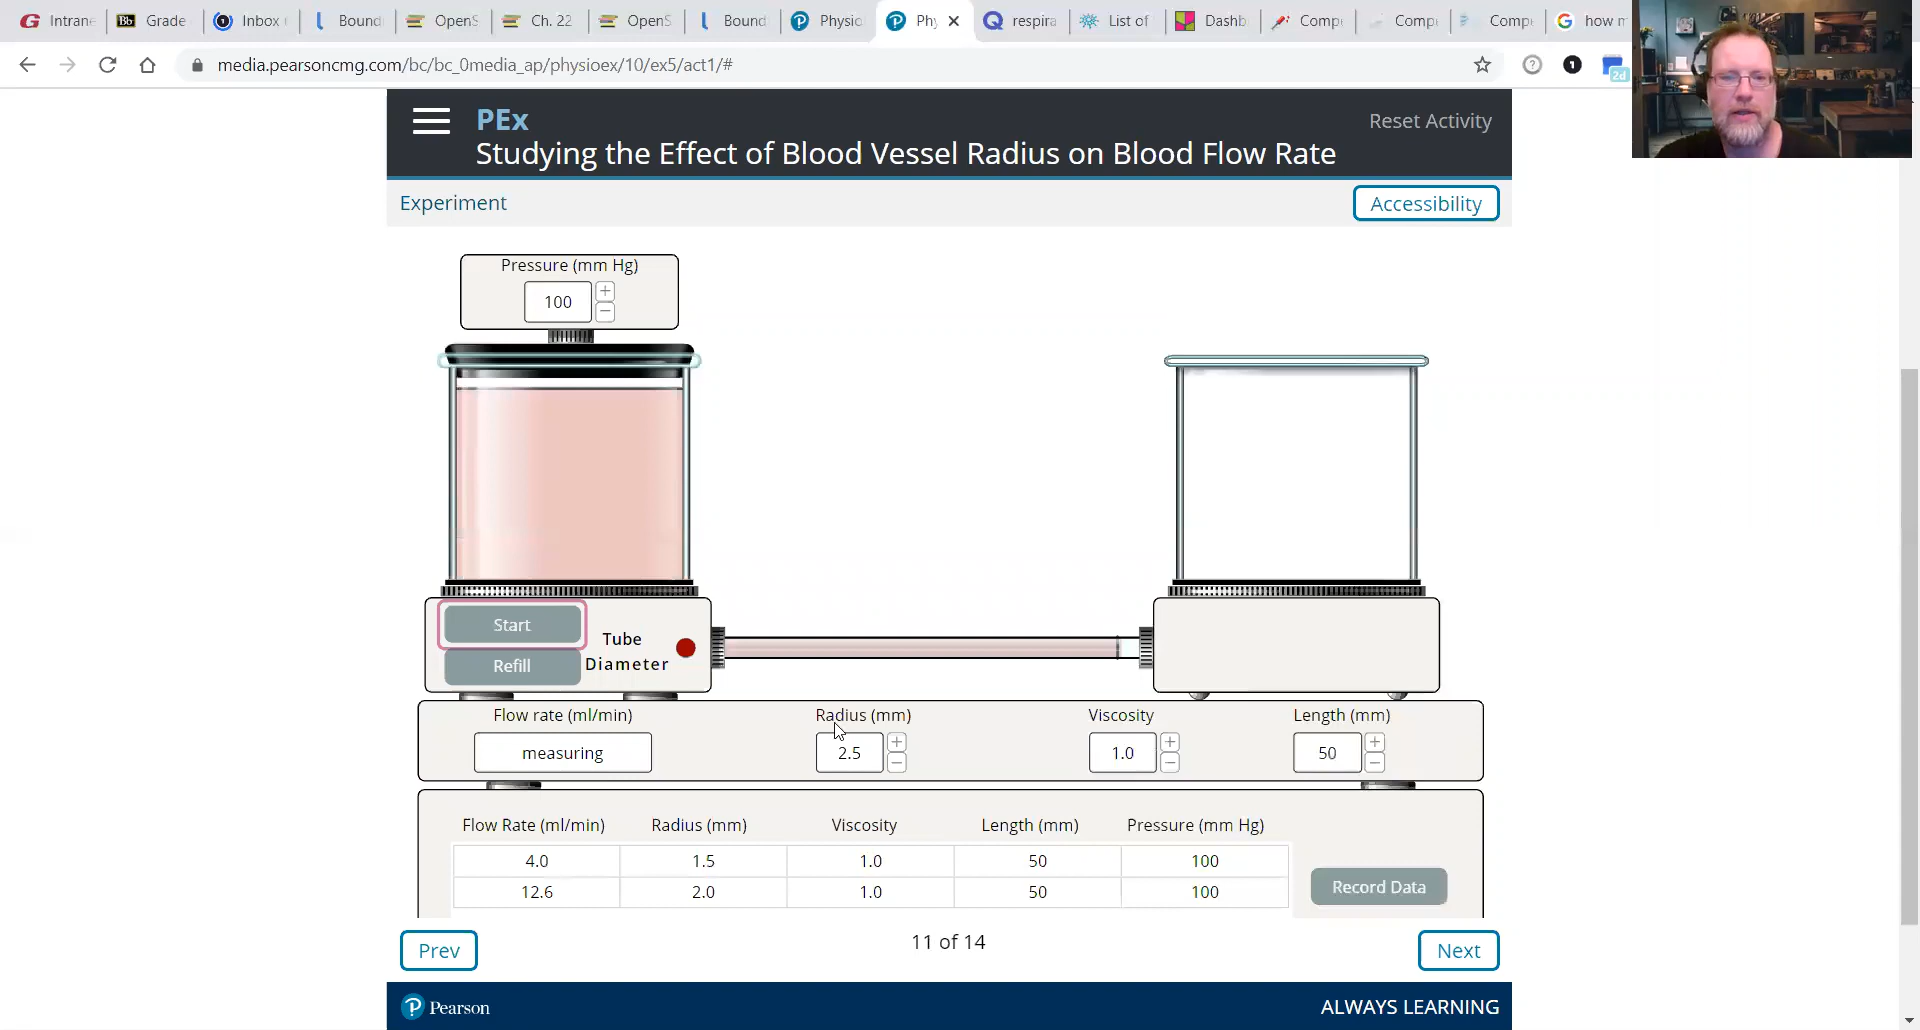 Intrane
Grade
Inbox
Bound
OpenS
Ch. 22
OpenS
Bound
Physio
Phy
respira
List of
Dashb
Compe
Compe
Compe
how m
media.pearsoncmg.com/bc/bc_0media_ap/physioex/10/ex5/act1/#
2d
PEx
Reset Activity
Studying the Effect of Blood Vessel Radius on Blood Flow Rate
Experiment
Accessibility
Pressure (mm Hg)
100
Start
Refill
Tube
Diameter
Flow rate (ml/min)
Radius (mm)
Viscosity
Length (mm)
measuring
2.5
1.0
50
Flow Rate (ml/min) Radius (mm) Viscosity Length (mm) Pressure (mm Hg)
4.0 1.5 1.0 50 100
12.6 2.0 1.0 50 100
Record Data
Prev
11 of 14
Next
Pearson
ALWAYS LEARNING